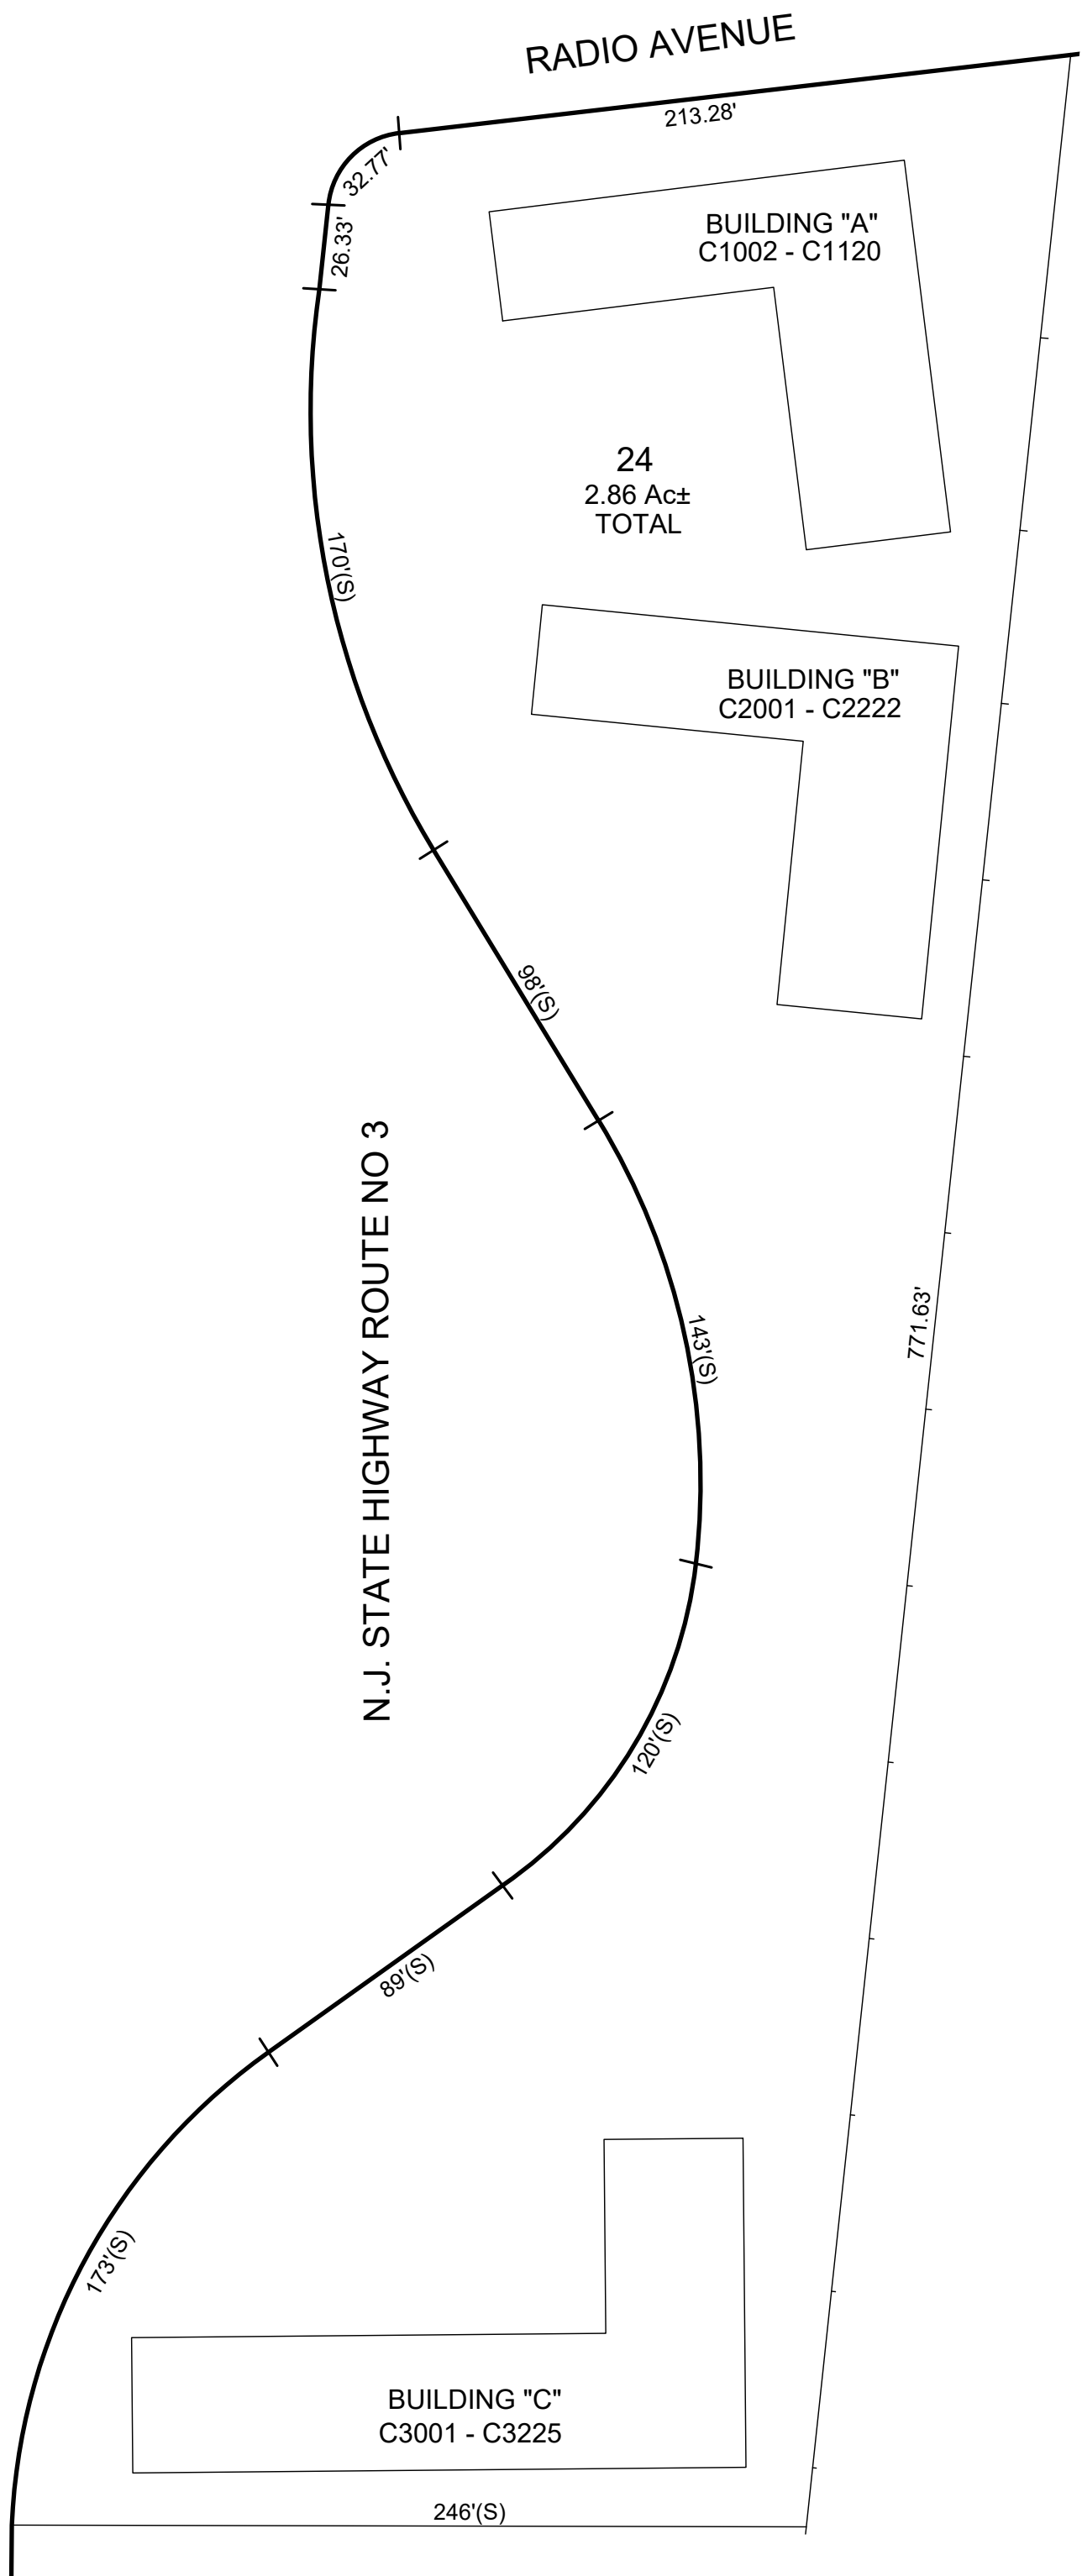 RADIO AVENUE
213.28'
32.77'
26.33'
BUILDING "A"
C1002 - C1120
24
2.86 Ac±
TOTAL
170'(S)
BUILDING "B"
C2001 - C2222
98'(S)
N.J. STATE HIGHWAY ROUTE NO 3
771.63'
143'(S)
120'(S)
89'(S)
173'(S)
BUILDING "C"
C3001 - C3225
246'(S)